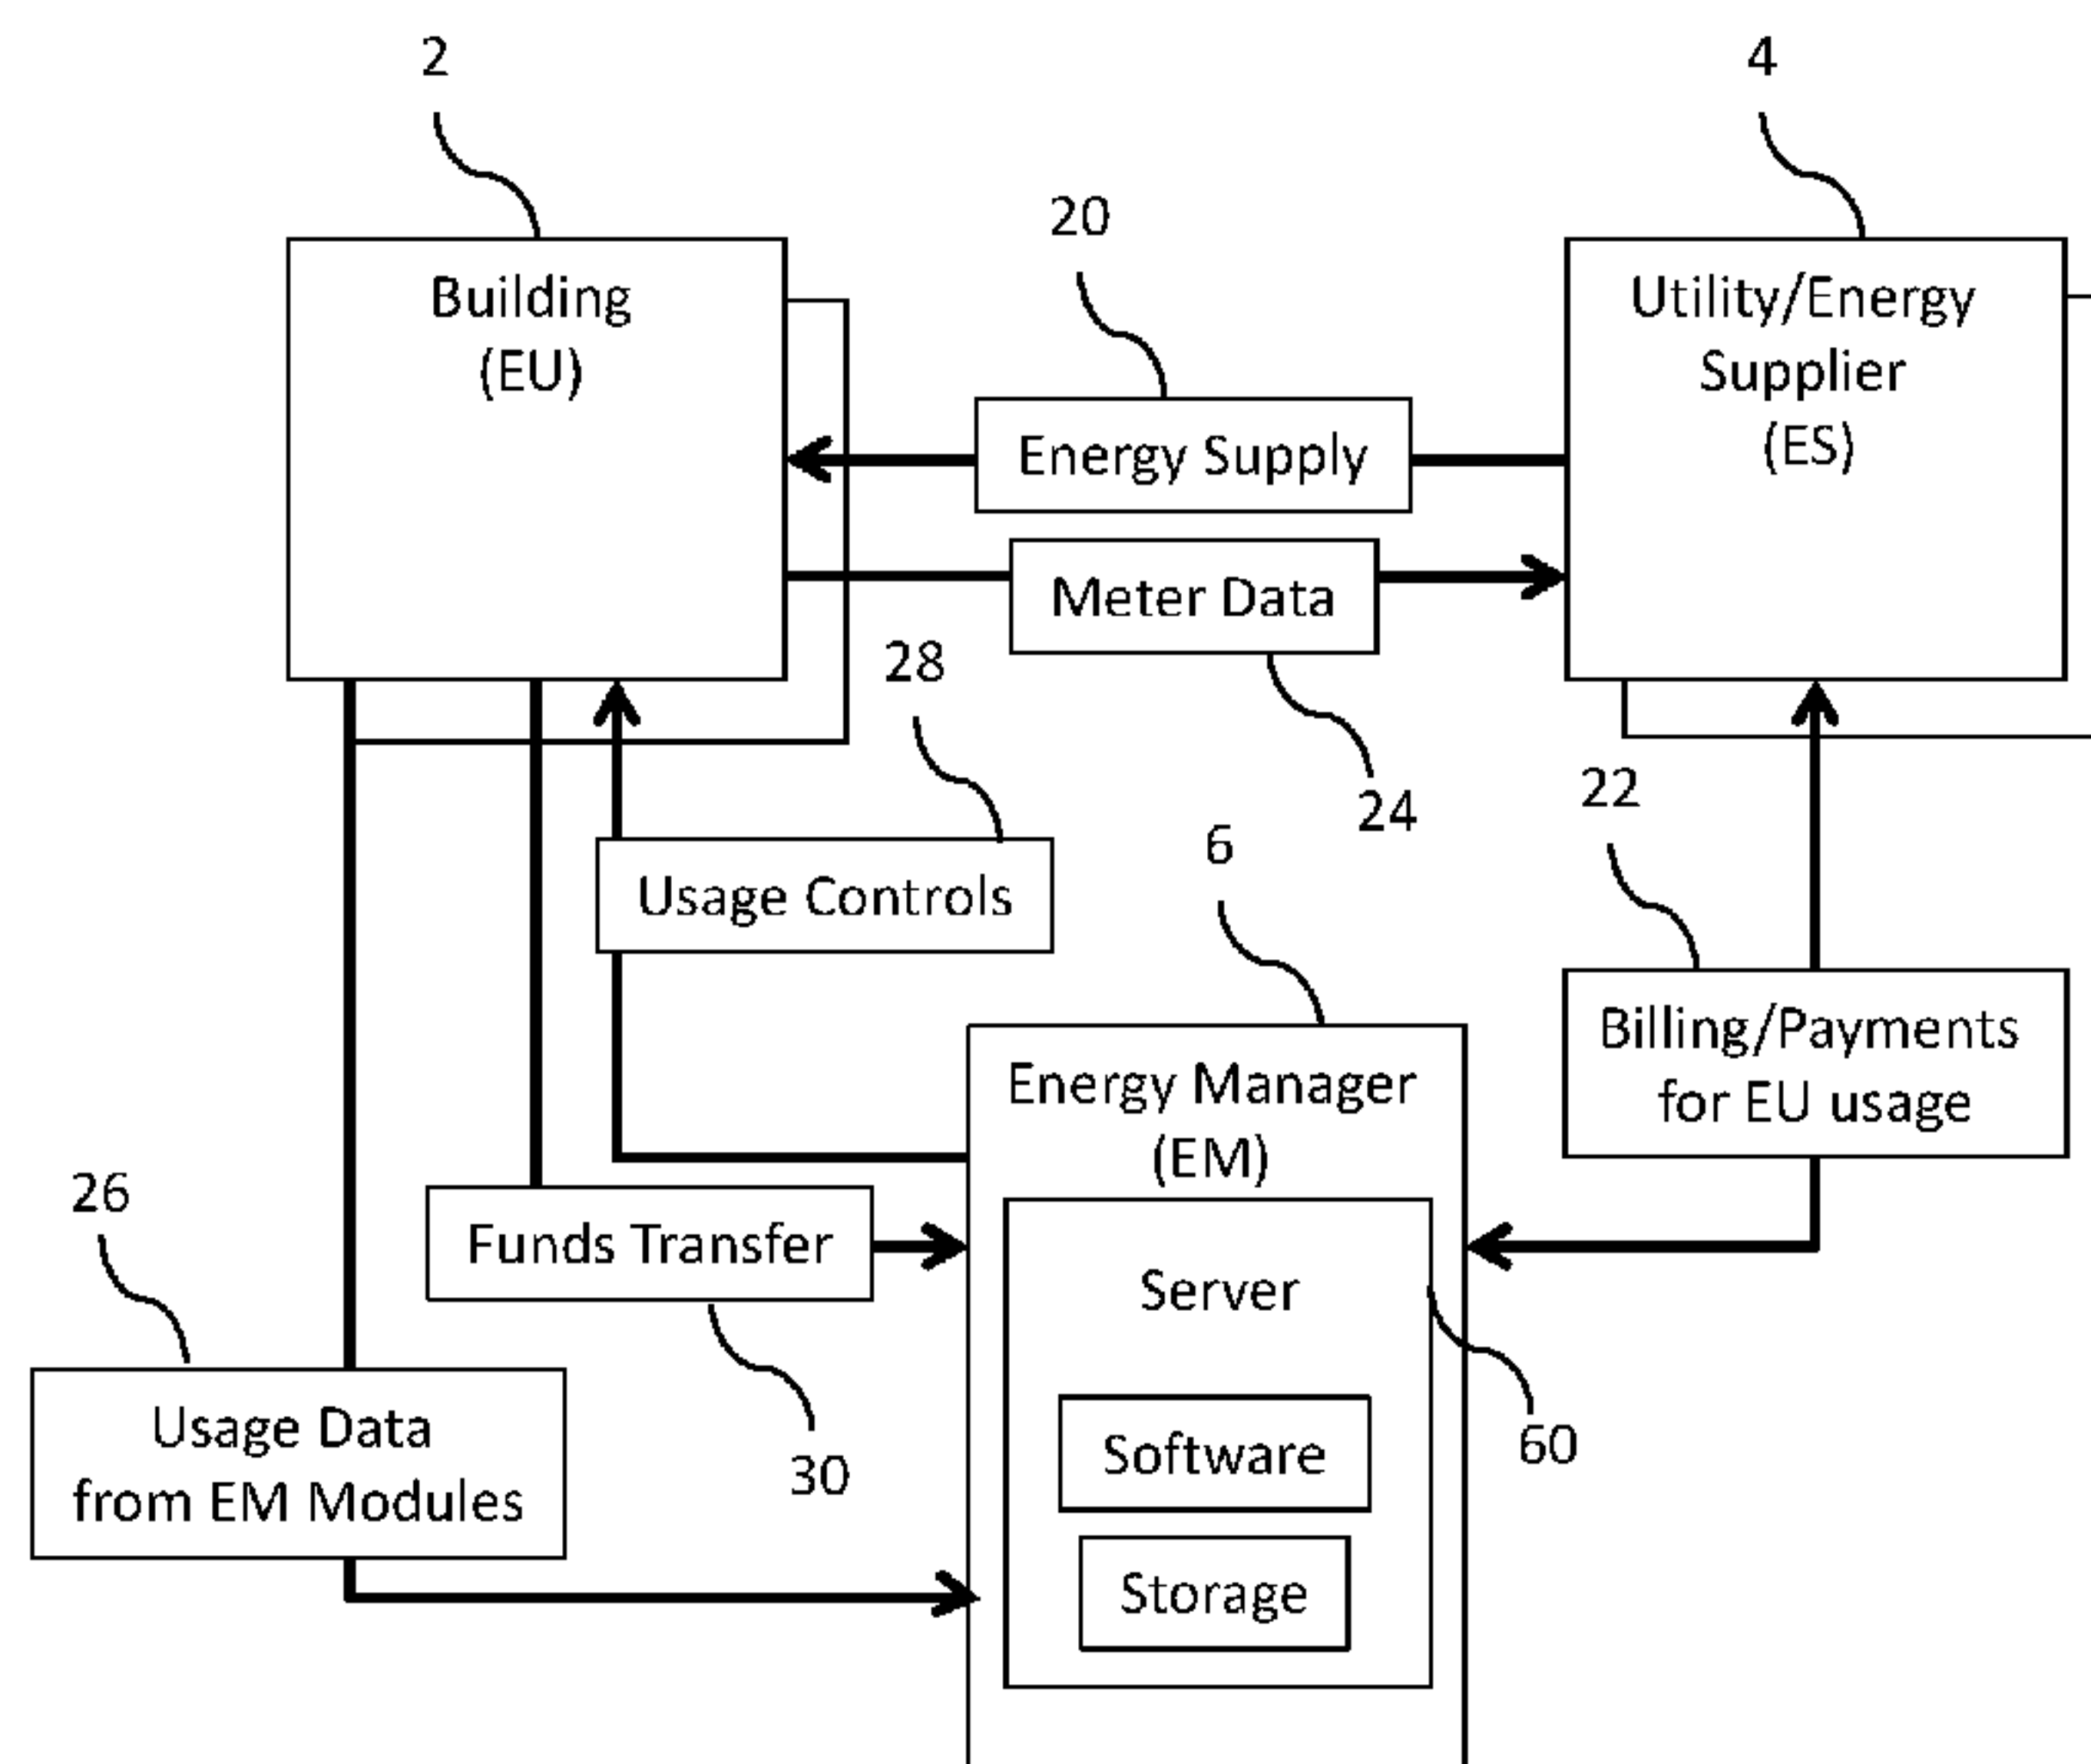 2
4
20
Building
(EU)
Utility/Energy
Supplier
(ES)
Energy Supply
Meter Data
28
24
22
6
Usage Controls
Billing/Payments
for EU usage
Energy Manager
(EM)
26
Funds Transfer
Server
60
30
Usage Data
from EM Modules
Software
Storage